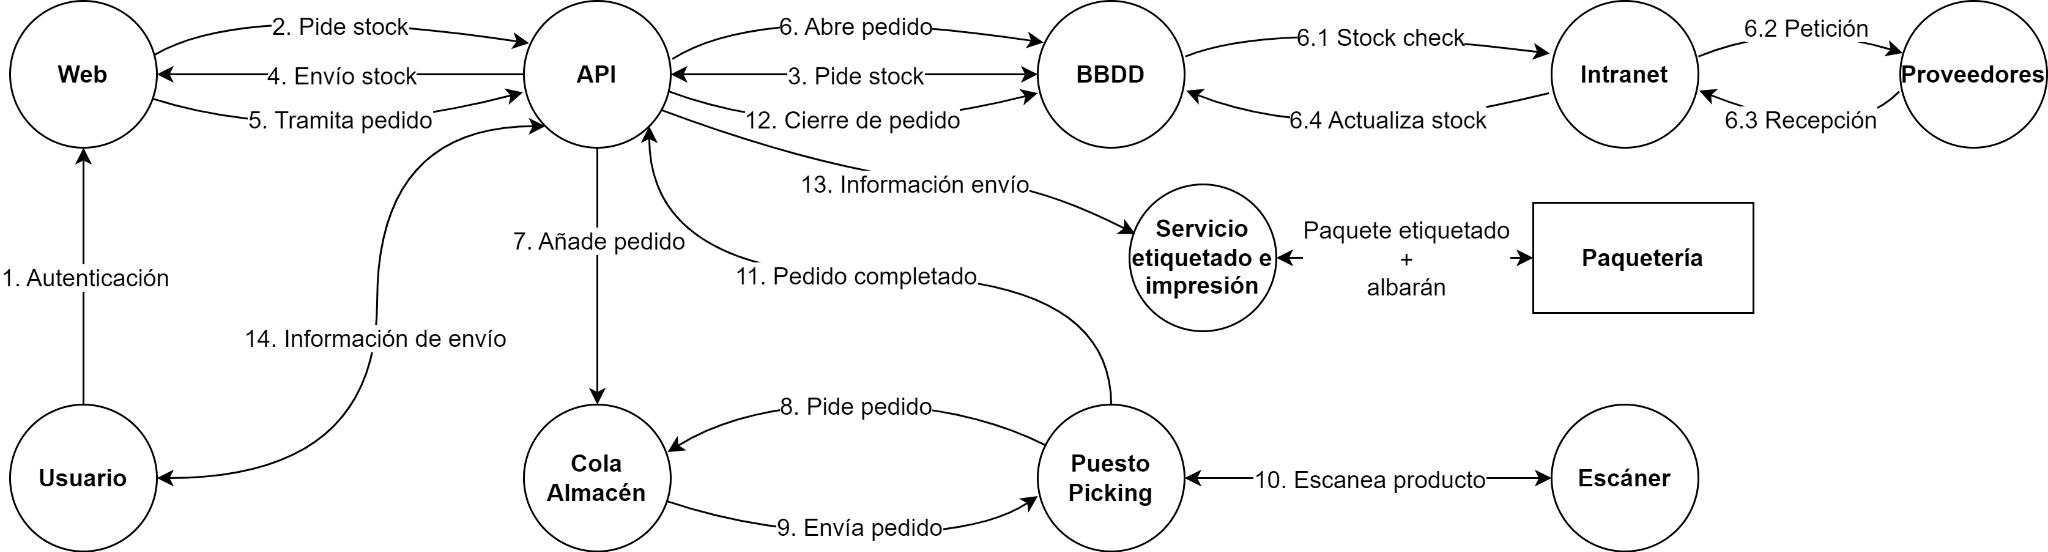 2. Pide stock
6. Abre pedido
6.1 Stock check
6.2 Petición
Web
4. Envío stock
API
3. Pide stock
BBDD
Intranet
Proveedores
5. Tramita pedido
12. Cierre de pedido
6.4 Actualiza stock
6.3 Recepción
13. Información envío
Servicio
etiquetado e
impresión
Paquete etiquetado
+
albarán
Paquetería
7. Añade pedido
1. Autenticación
11. Pedido completado
14. Información de envío
8. Pide pedido
Usuario
Cola
Almacén
Puesto
Picking
10. Escanea producto
Escáner
9. Envía pedido